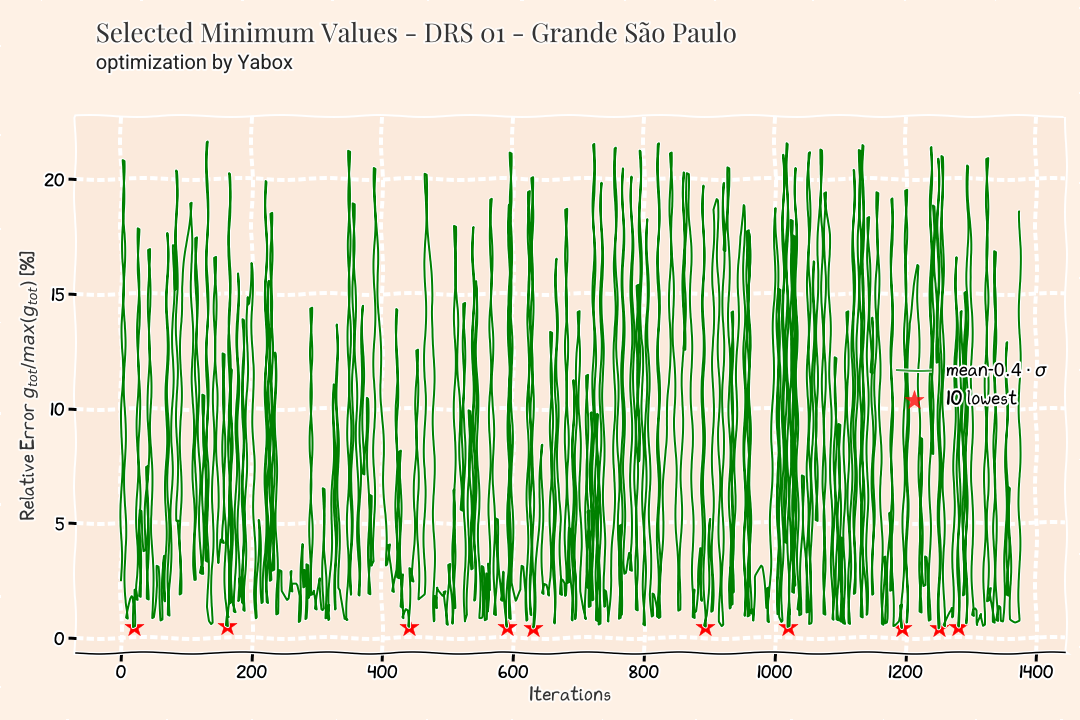 Selected Minimum Values - DRS 01 - Grande São Paulo
optimization by Yabox
Relative Error g_tot/max(g_tot) [%]
20
15
10
5
0
mean-0.4 · σ
10 lowest
0 200 400 600 800 1000 1200 1400
Iterations